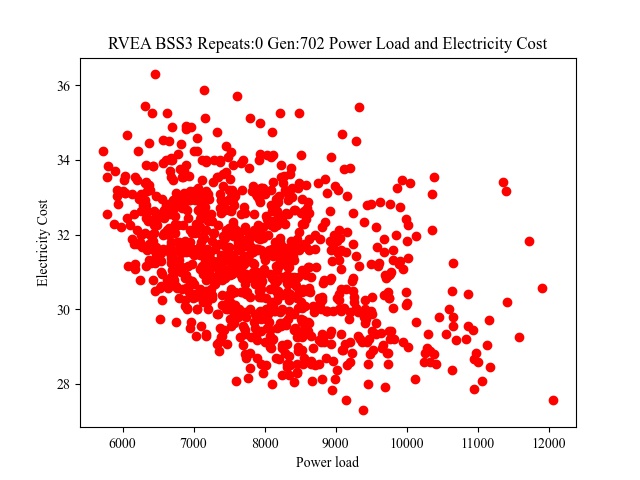 RVEA BSS3 Repeats:0 Gen:702 Power Load and Electricity Cost
36
34
32
30
28
Electricity Cost
6000 7000 8000 9000 10000 11000 12000
Power load